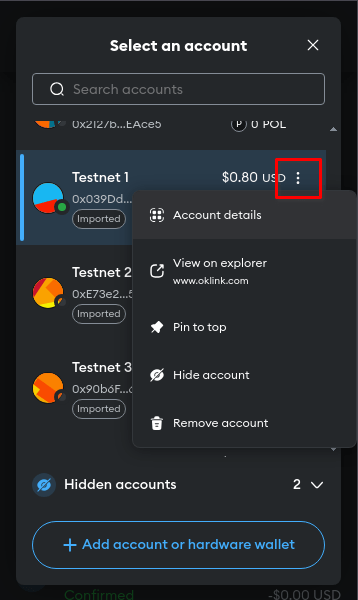 Select an account
Search accounts
0x2127b...EAce5
P 0 POL
Testnet 1
$0.80 USD
0x039Dd...
Imported
Account details
View on explorer
www.oklink.com
Pin to top
Hide account
Remove account
Testnet 2
0xE73e2...5
Imported
Testnet 3
0x90b6F...
Imported
Hidden accounts
2
+ Add account or hardware wallet
Confirmed
-$0.00 USD